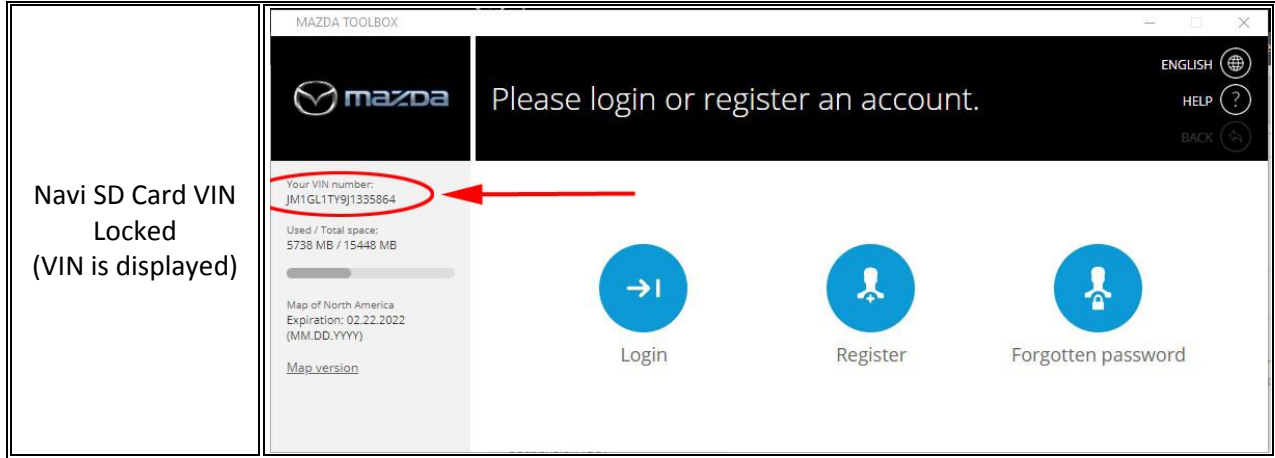 Navi SD Card VIN
Locked
(VIN is displayed)
MAZDA TOOLBOX
mazda
Please login or register an account.
ENGLISH
HELP
BACK
Your VIN number:
JM1GL1TY9J1335864
Used / Total space:
5738 MB / 15448 MB
Map of North America
Expiration: 02.22.2022
(MM.DD.YYYY)
Map version
Login
Register
Forgotten password